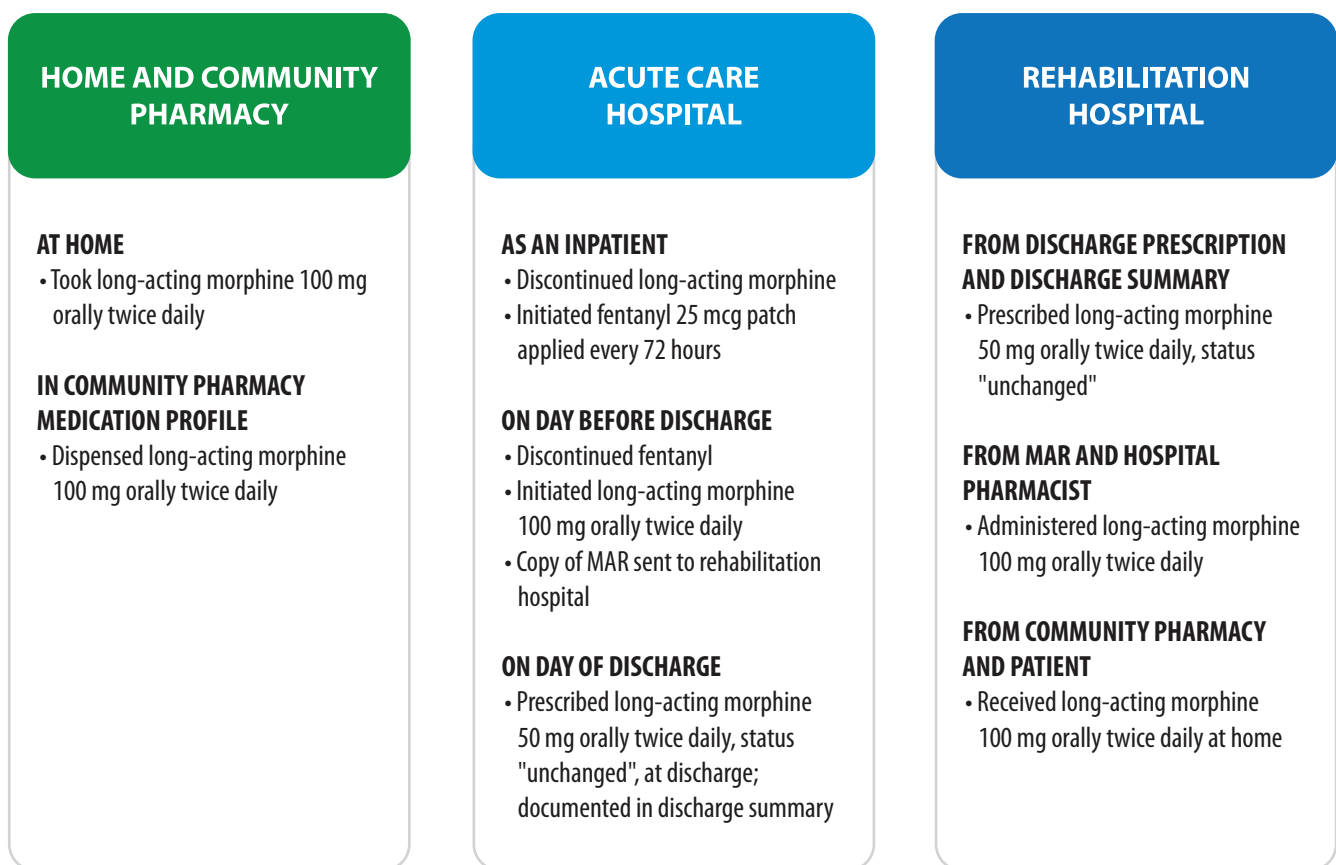 HOME AND COMMUNITY
PHARMACY
AT HOME
• Took long-acting morphine 100 mg
orally twice daily
IN COMMUNITY PHARMACY
MEDICATION PROFILE
• Dispensed long-acting morphine
100 mg orally twice daily
ACUTE CARE
HOSPITAL
AS AN INPATIENT
• Discontinued long-acting morphine
• Initiated fentanyl 25 mcg patch
applied every 72 hours
ON DAY BEFORE DISCHARGE
• Discontinued fentanyl
• Initiated long-acting morphine
100 mg orally twice daily
• Copy of MAR sent to rehabilitation
hospital
ON DAY OF DISCHARGE
• Prescribed long-acting morphine
50 mg orally twice daily, status
"unchanged", at discharge;
documented in discharge summary
REHABILITATION
HOSPITAL
FROM DISCHARGE PRESCRIPTION
AND DISCHARGE SUMMARY
• Prescribed long-acting morphine
50 mg orally twice daily, status
"unchanged"
FROM MAR AND HOSPITAL
PHARMACIST
• Administered long-acting morphine
100 mg orally twice daily
FROM COMMUNITY PHARMACY
AND PATIENT
• Received long-acting morphine
100 mg orally twice daily at home